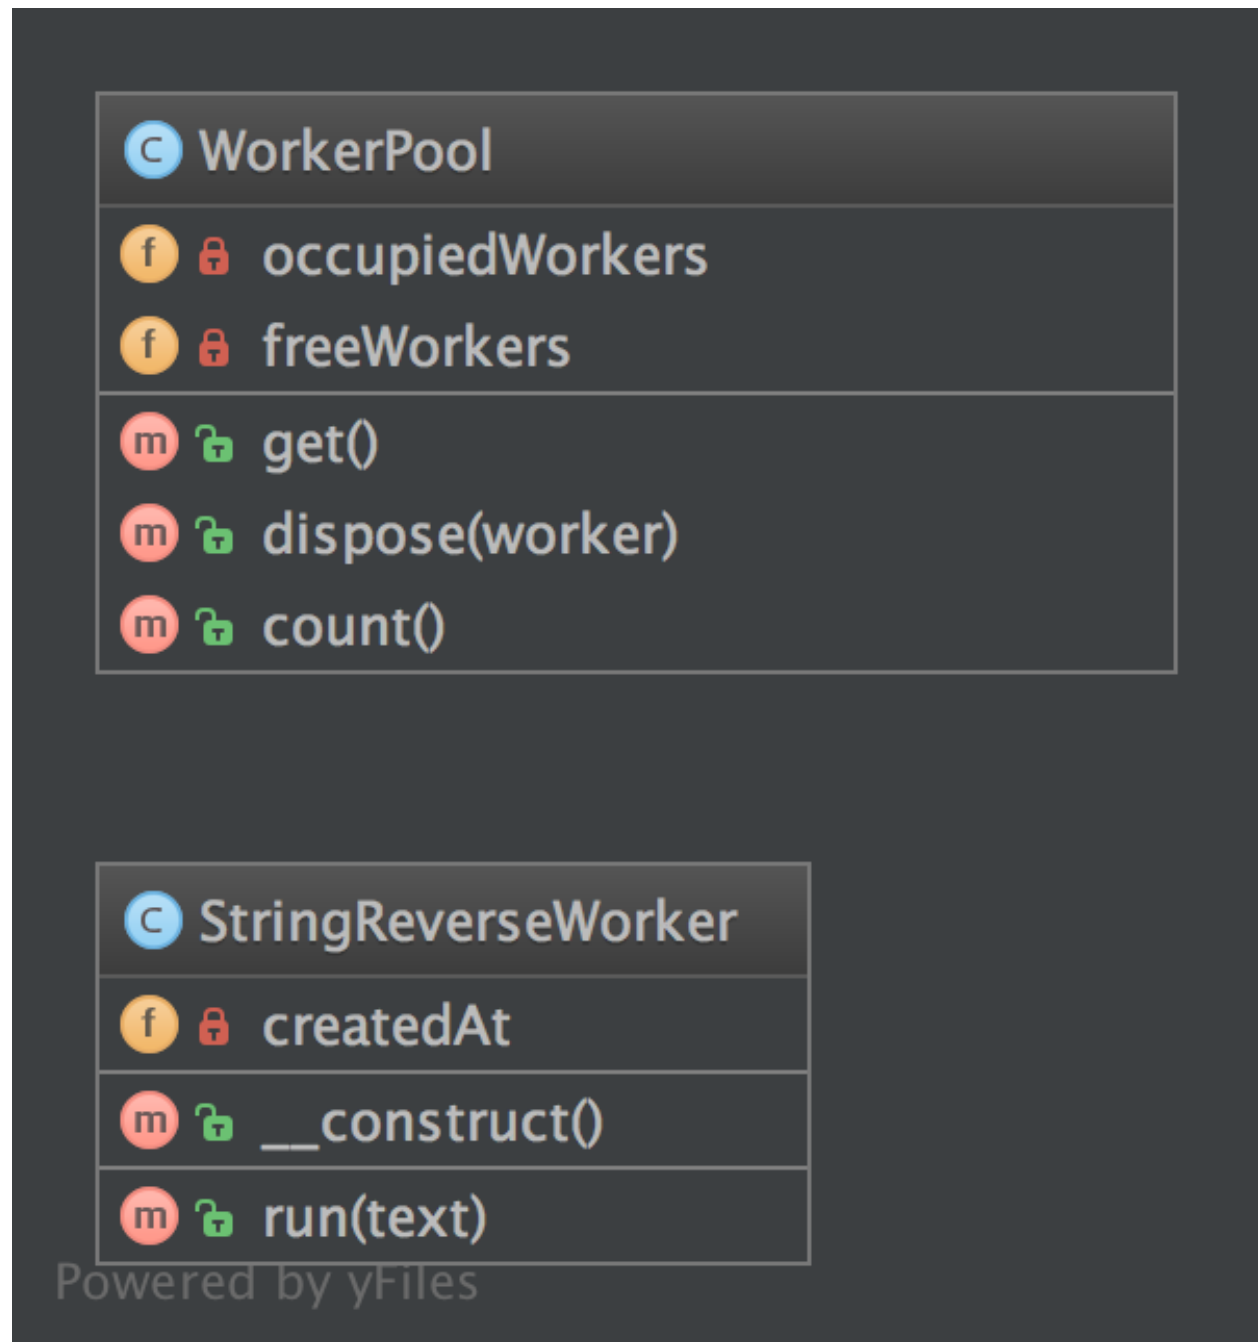 C WorkerPool
f occupiedWorkers
f freeWorkers
m get()
m dispose(worker)
m count()
C StringReverseWorker
f createdAt
m __construct()
m run(text)
Powered by yFiles